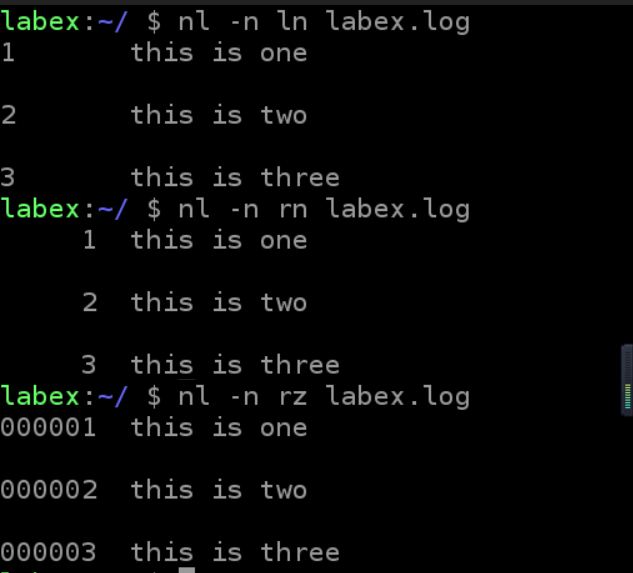 labex:~/ $ nl -n ln labex.log
1       this is one

2       this is two

3       this is three
labex:~/ $ nl -n rn labex.log
     1  this is one

     2  this is two

     3  this is three
labex:~/ $ nl -n rz labex.log
000001  this is one

000002  this is two

000003  this is three